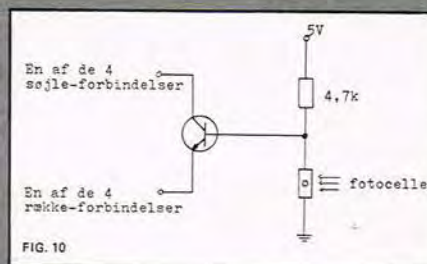 5V
En af de 4
søjle-forbindelser
4,7k
fotocelle
En af de 4
række-forbindelser
FIG. 10